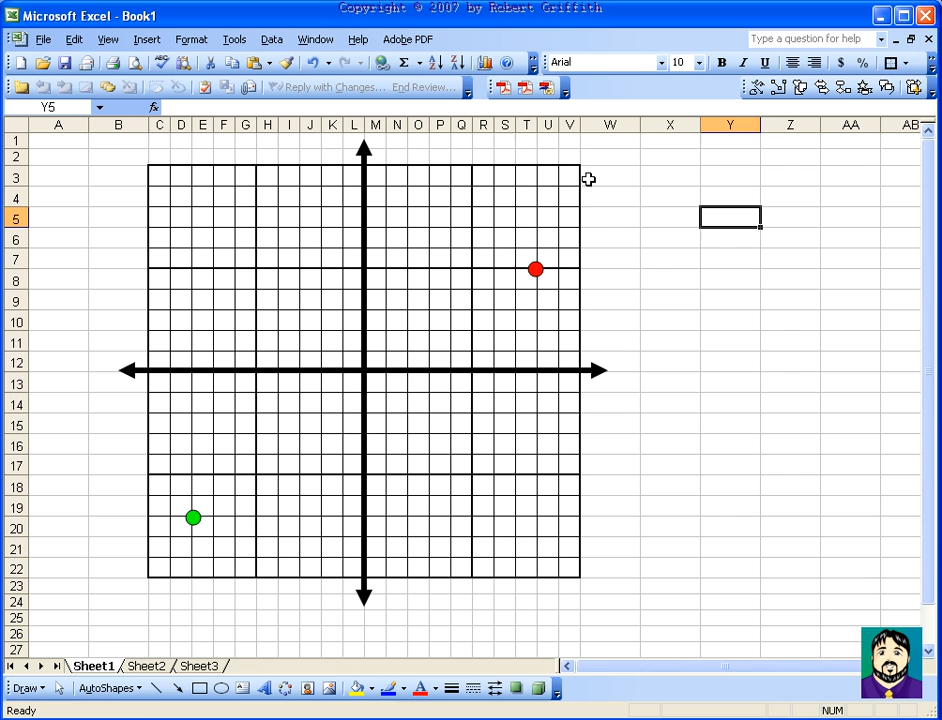 Copyright © 2007 by Robert Griffith
Microsoft Excel - Book1
File Edit View Insert Format Tools Data Window Help Adobe PDF
Type a question for help
Arial 10 B I U $ %
Reply with Changes... End Review...
Y5 fx
A B C D E F G H I J K L M N O P Q R S T U V W X Y Z AA AB
1
2
3
4
5
6
7
8
9
10
11
12
13
14
15
16
17
18
19
20
21
22
23
24
25
26
27
Sheet1 Sheet2 Sheet3
Draw AutoShapes
Ready NUM